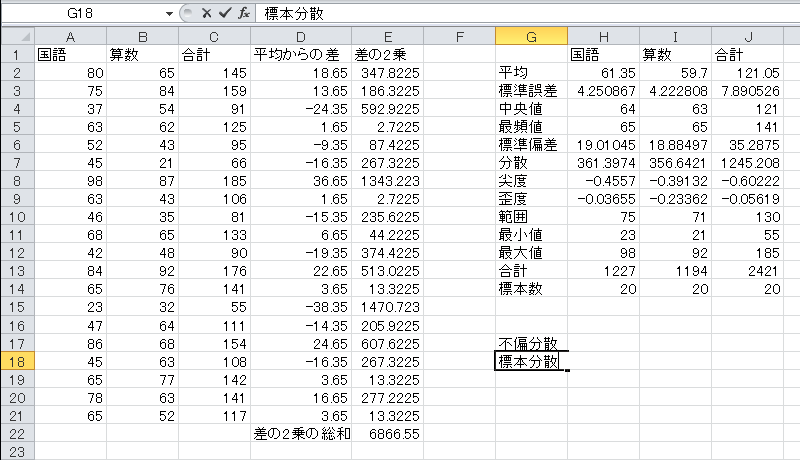 G18 fx 標本分散
A B C D E F G H I J
1 国語 算数 合計 平均からの差 差の2乗 国語 算数 合計
2 80 65 145 18.65 347.8225 平均 61.35 59.7 121.05
3 75 84 159 13.65 186.3225 標準誤差 4.250867 4.222808 7.890526
4 37 54 91 -24.35 592.9225 中央値 64 63 121
5 63 62 125 1.65 2.7225 最頻値 65 65 141
6 52 43 95 -9.35 87.4225 標準偏差 19.01045 18.88497 35.2875
7 45 21 66 -16.35 267.3225 分散 361.3974 356.6421 1245.208
8 98 87 185 36.65 1343.223 尖度 -0.4557 -0.39132 -0.60222
9 63 43 106 1.65 2.7225 歪度 -0.03655 -0.23362 -0.05619
10 46 35 81 -15.35 235.6225 範囲 75 71 130
11 68 65 133 6.65 44.2225 最小値 23 21 55
12 42 48 90 -19.35 374.4225 最大値 98 92 185
13 84 92 176 22.65 513.0225 合計 1227 1194 2421
14 65 76 141 3.65 13.3225 標本数 20 20 20
15 23 32 55 -38.35 1470.723
16 47 64 111 -14.35 205.9225
17 86 68 154 24.65 607.6225 不偏分散
18 45 63 108 -16.35 267.3225 標本分散
19 65 77 142 3.65 13.3225
20 78 63 141 16.65 277.2225
21 65 52 117 3.65 13.3225
22 差の2乗の総和 6866.55
23